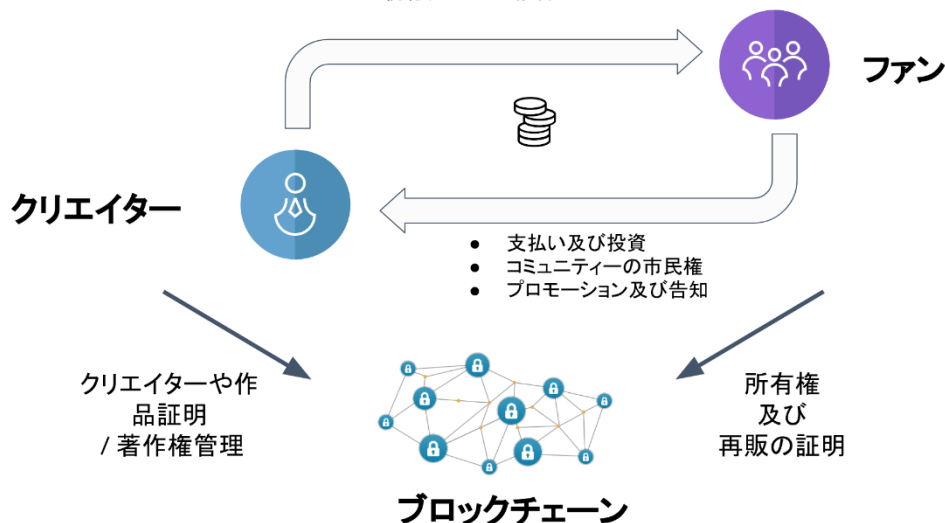 ファン
クリエイター
● 支払い及び投資
● コミュニティーの市民権
● プロモーション及び告知
クリエイターや作
品証明
/ 著作権管理
所有権
及び
再販の証明
ブロックチェーン